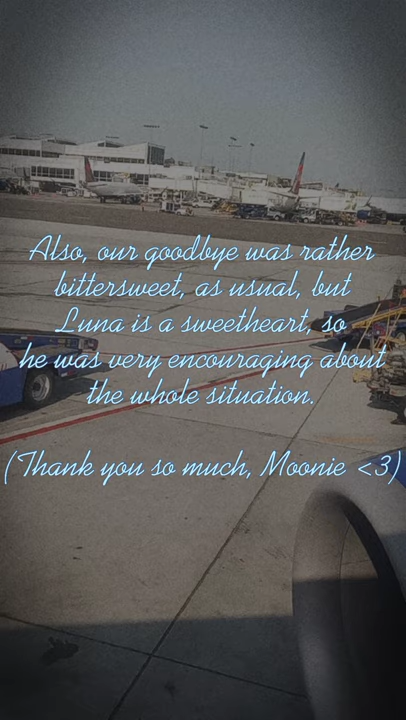 Also, our goodbye was rather
bittersweet, as usual, but
Luna is a sweetheart, so
he was very encouraging about
the whole situation.
(Thank you so much, Moonie <3)